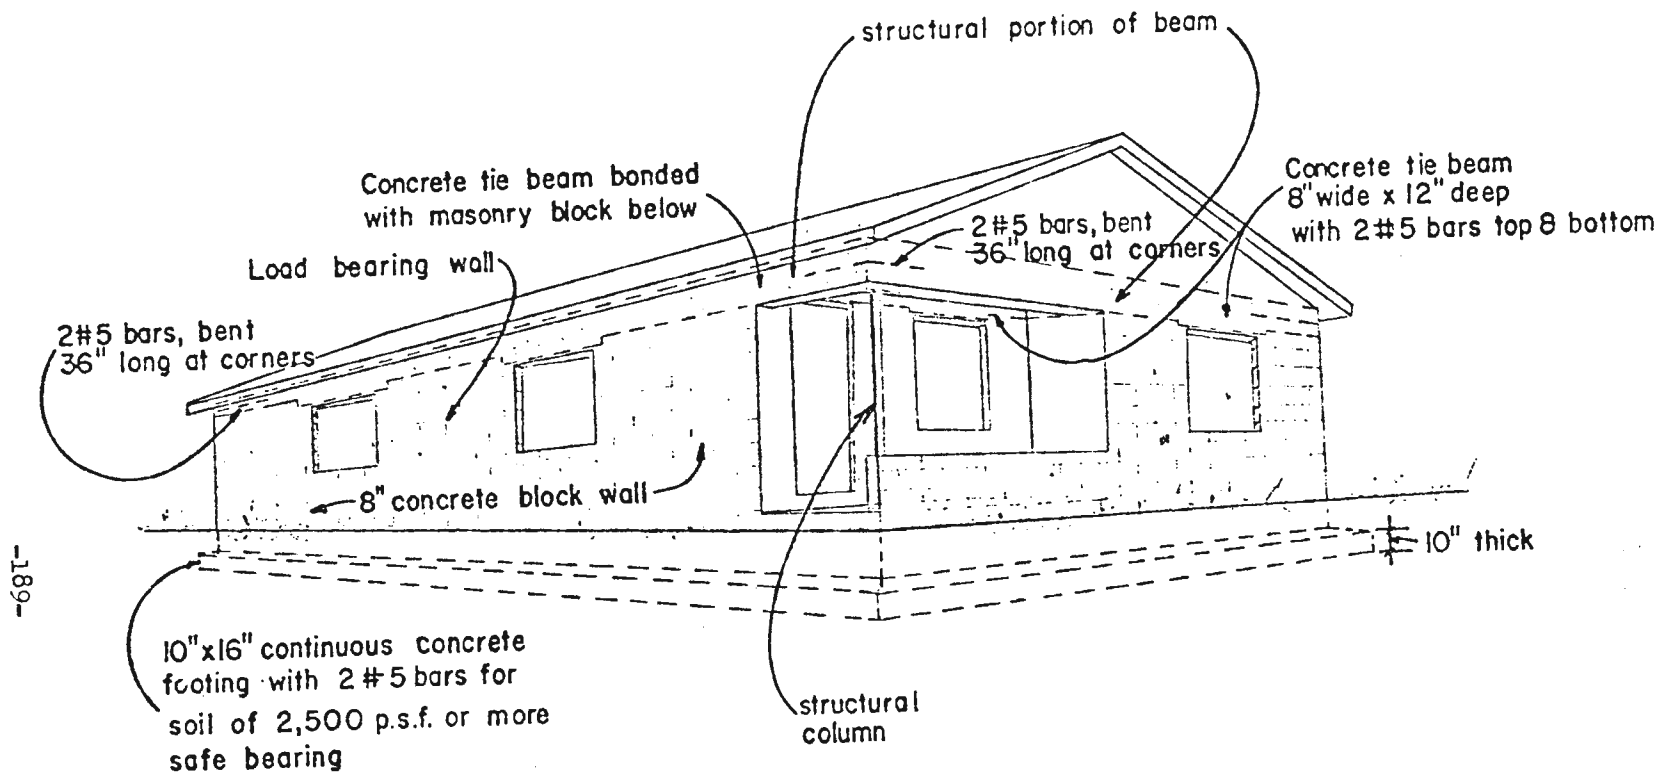 structural portion of beam
Concrete tie beam bonded
with masonry block below
Concrete tie beam
8"wide x 12" deep
with 2#5 bars top 8 bottom
2#5 bars, bent
36" long at corners
Load bearing wall
2#5 bars, bent
36" long at corners
8" concrete block wall
10" thick
-189-
10"x16" continuous concrete
footing with 2#5 bars for
soil of 2,500 p.s.f. or more
safe bearing
structural
column